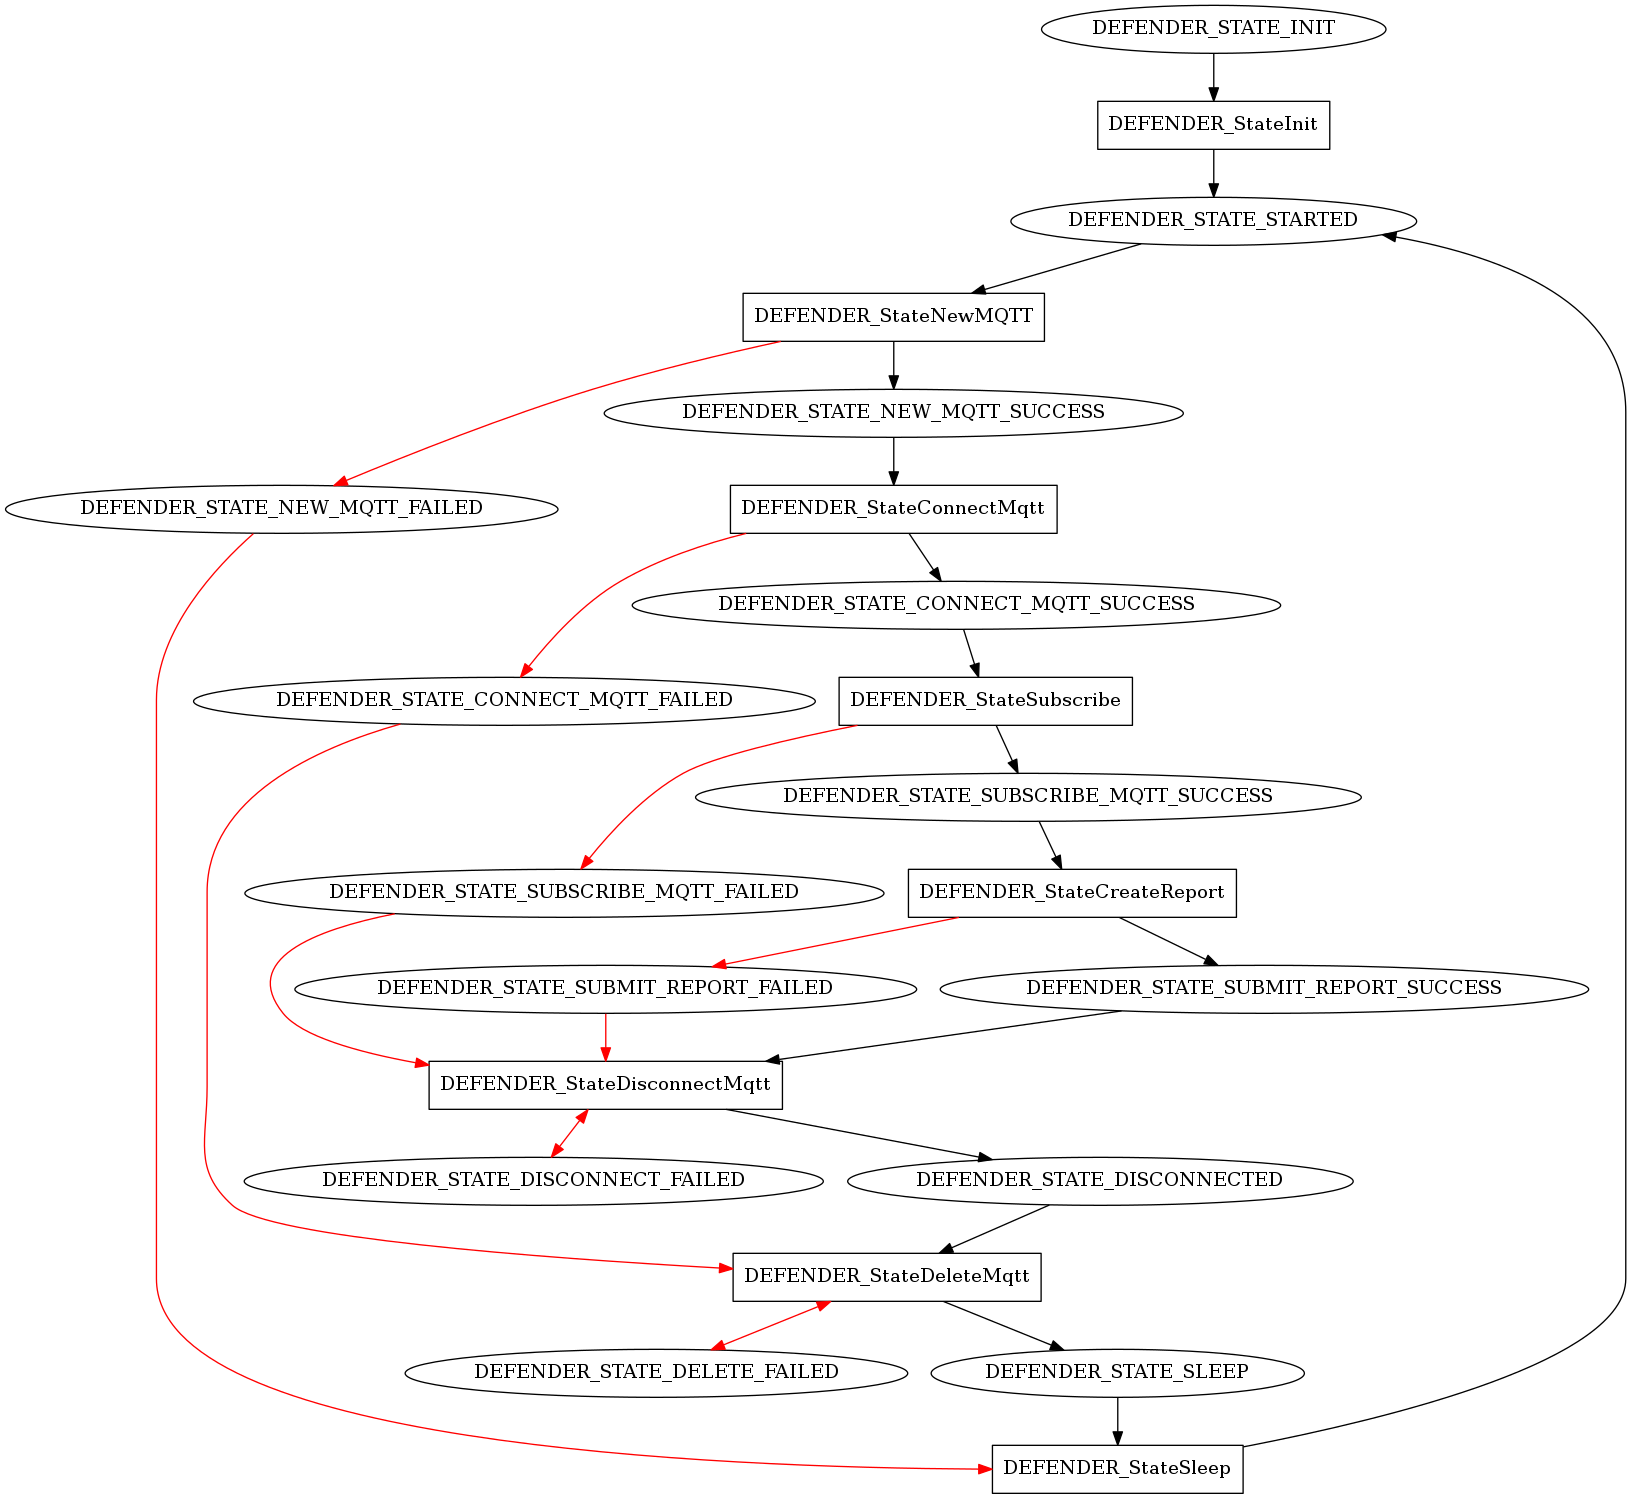 DEFENDER_STATE_INIT
DEFENDER_StateInit
DEFENDER_STATE_STARTED
DEFENDER_StateNewMQTT
DEFENDER_STATE_NEW_MQTT_SUCCESS
DEFENDER_STATE_NEW_MQTT_FAILED
DEFENDER_StateConnectMqtt
DEFENDER_STATE_CONNECT_MQTT_SUCCESS
DEFENDER_STATE_CONNECT_MQTT_FAILED
DEFENDER_StateSubscribe
DEFENDER_STATE_SUBSCRIBE_MQTT_SUCCESS
DEFENDER_STATE_SUBSCRIBE_MQTT_FAILED
DEFENDER_StateCreateReport
DEFENDER_STATE_SUBMIT_REPORT_FAILED
DEFENDER_STATE_SUBMIT_REPORT_SUCCESS
DEFENDER_StateDisconnectMqtt
DEFENDER_STATE_DISCONNECT_FAILED
DEFENDER_STATE_DISCONNECTED
DEFENDER_StateDeleteMqtt
DEFENDER_STATE_DELETE_FAILED
DEFENDER_STATE_SLEEP
DEFENDER_StateSleep